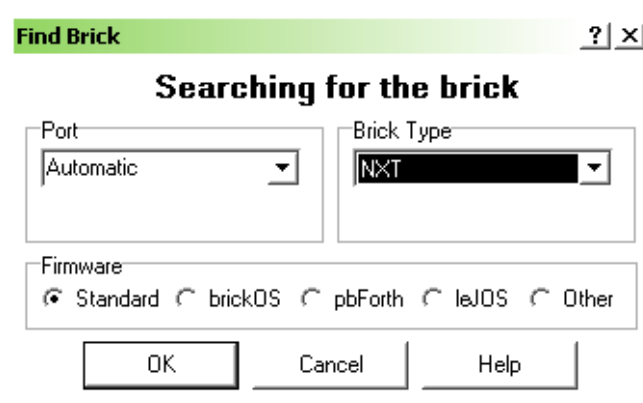 Find Brick
Searching for the brick
Port
Brick Type
Automatic
NXT
Firmware
Standard brickOS pbForth leJOS Other
OK Cancel Help